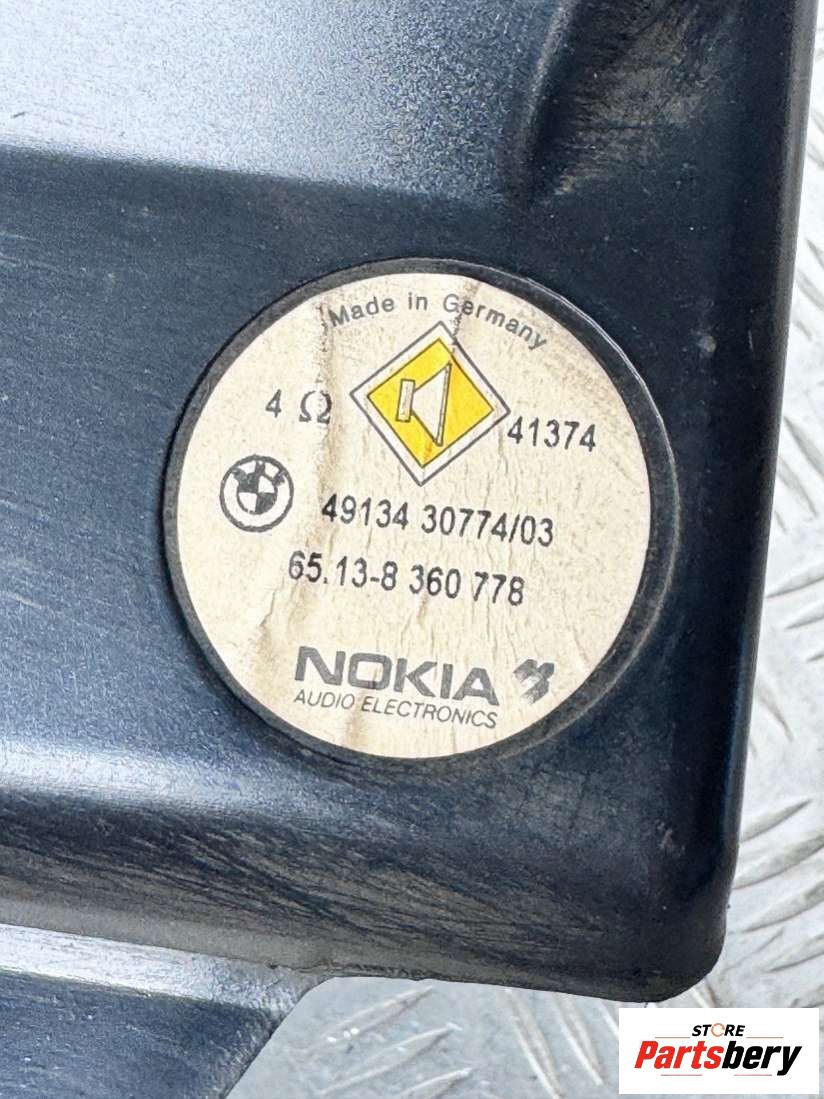 Made in Germany
4 Ω
41374
49134 30774/03
65.13-8 360 778
NOKIA
AUDIO ELECTRONICS
STORE
Partsbery